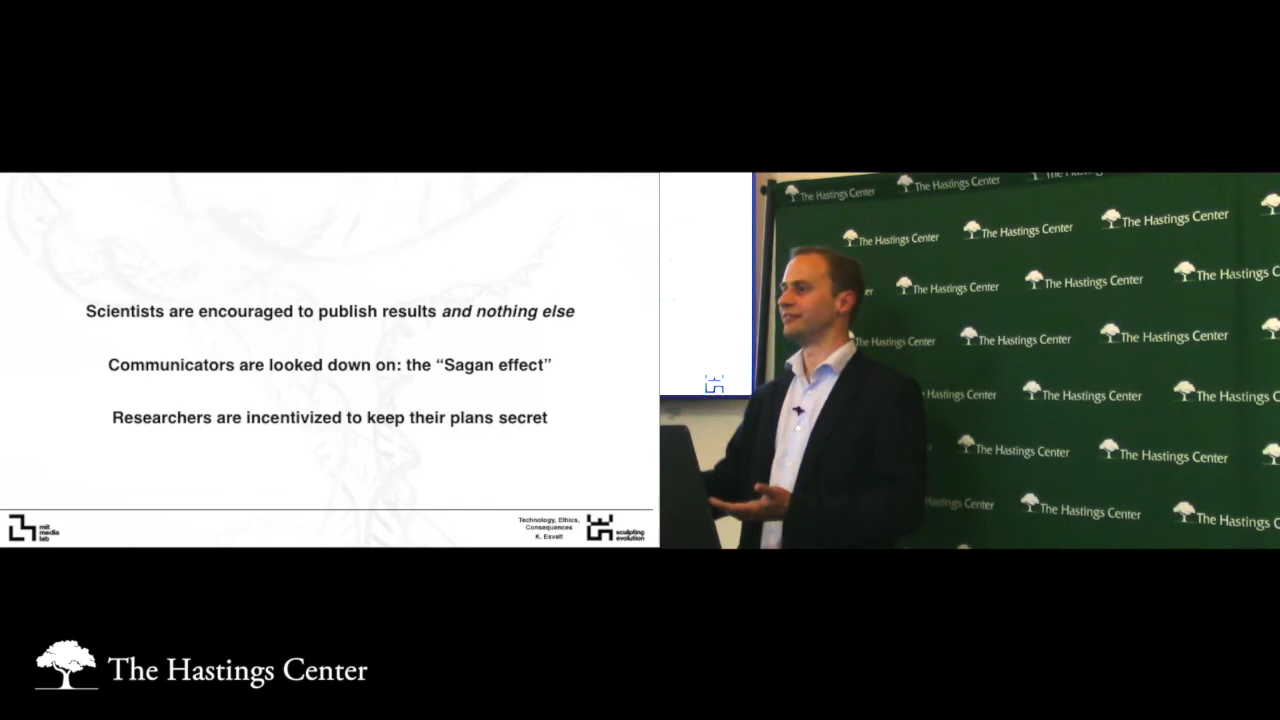 Scientists are encouraged to publish results and nothing else
Communicators are looked down on: the “Sagan effect”
Researchers are incentivized to keep their plans secret
mit
media
lab
Technology, Ethics,
Consequences
K. Esvelt
sculpting
evolution
The Hastings Center
The Hastings Center
The Hastings Center
The Hastings Center
The Hastings Center
The Hastings Center
The Hastings Center
The Hastings Center
The Hastings C
The Hastings Center
The Hastings Center
The Hastings Center
Hastings Center
The Hastings Center
The Hastings C
The Hastings Center
The Hastings Center
Hastings Center
The Hastings Center
The Hastings C
The Hastings Center